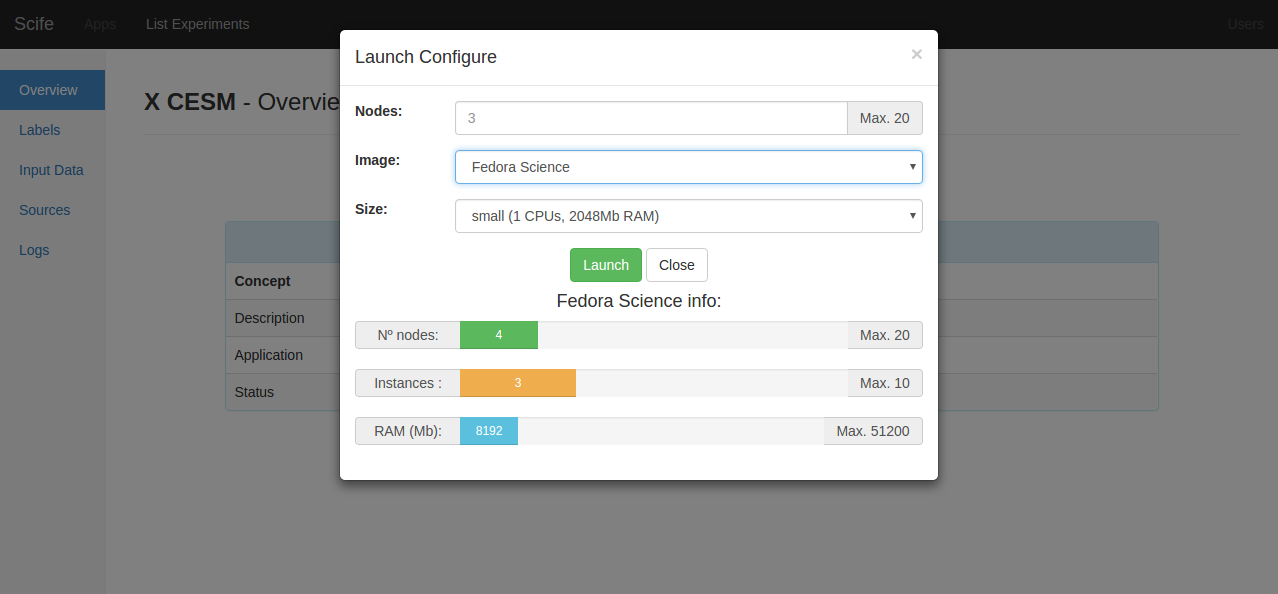 Scife Apps List Experiments Users
Launch Configure ×
Overview
Labels
Input Data
Sources
Logs
X CESM - Overvie
Nodes: 3 Max. 20
Image: Fedora Science
Size: small (1 CPUs, 2048Mb RAM)
Launch Close
Fedora Science info:
Nº nodes: 4 Max. 20
Instances : 3 Max. 10
RAM (Mb): 8192 Max. 51200
Concept
Description
Application
Status